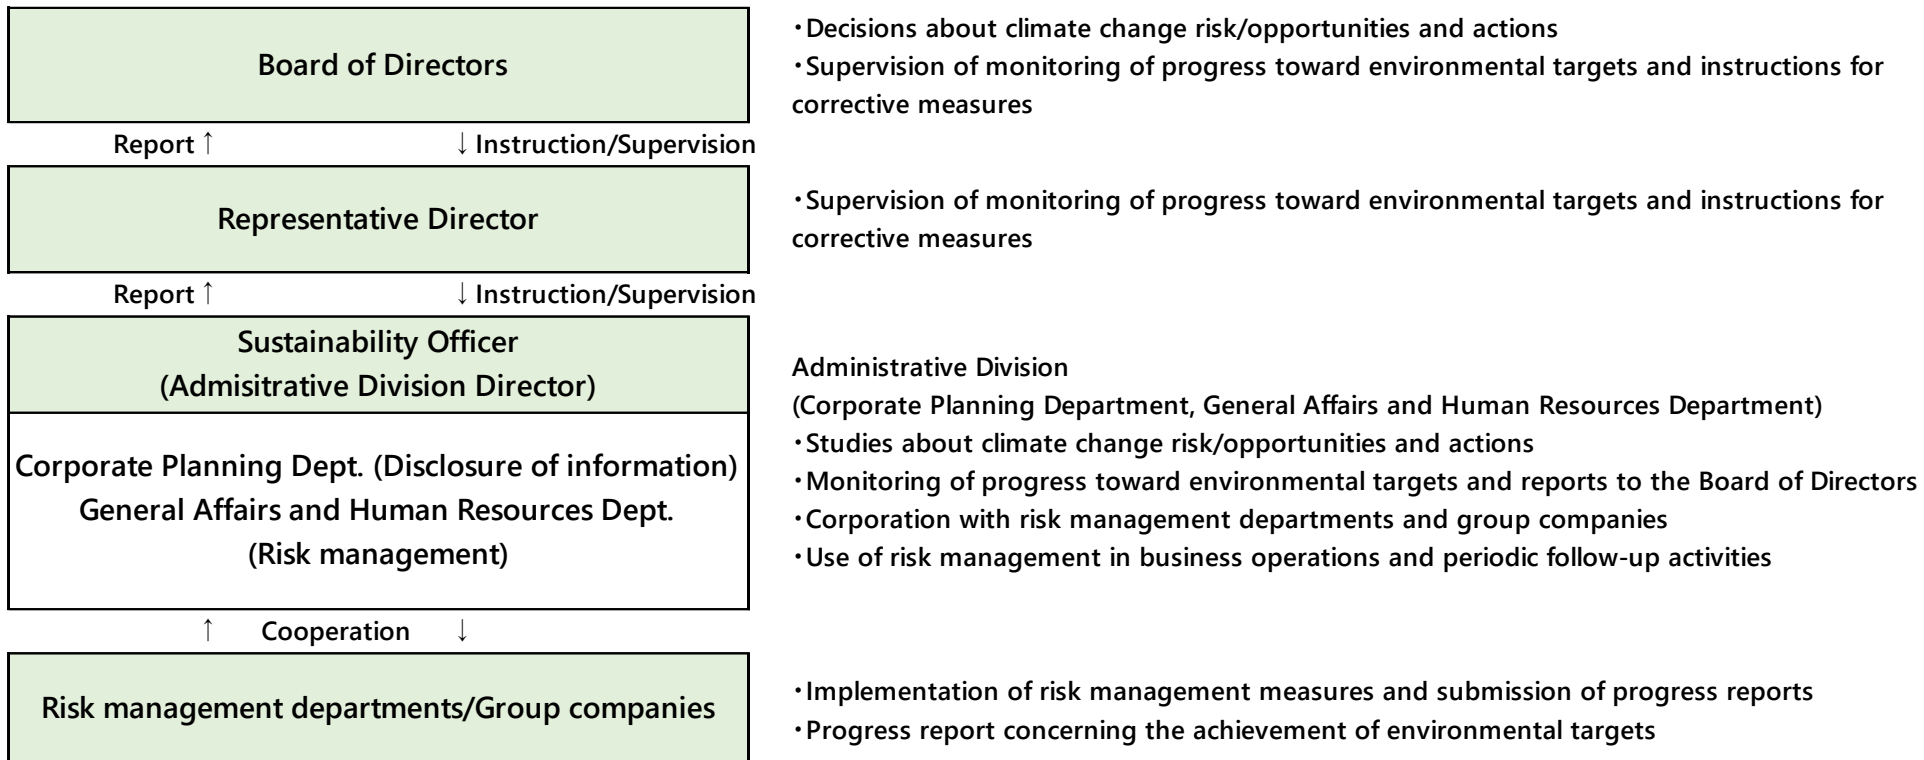 Board of Directors
・Decisions about climate change risk/opportunities and actions
・Supervision of monitoring of progress toward environmental targets and instructions for
corrective measures
Report ↑ ↓ Instruction/Supervision
Representative Director
・Supervision of monitoring of progress toward environmental targets and instructions for
corrective measures
Report ↑ ↓ Instruction/Supervision
Sustainability Officer
(Admisitrative Division Director)
Corporate Planning Dept. (Disclosure of information)
General Affairs and Human Resources Dept.
(Risk management)
Administrative Division
(Corporate Planning Department, General Affairs and Human Resources Department)
・Studies about climate change risk/opportunities and actions
・Monitoring of progress toward environmental targets and reports to the Board of Directors
・Corporation with risk management departments and group companies
・Use of risk management in business operations and periodic follow-up activities
↑ Cooperation ↓
Risk management departments/Group companies
・Implementation of risk management measures and submission of progress reports
・Progress report concerning the achievement of environmental targets